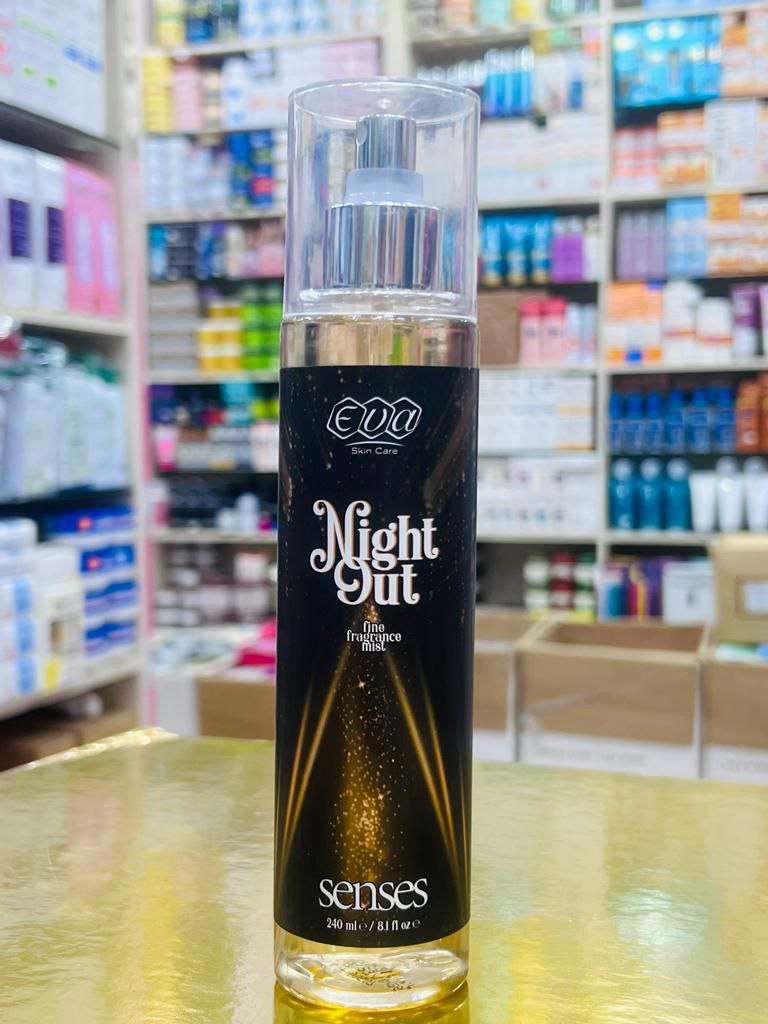 Eva
Skin Care
Night
Out
fine
fragrance
mist
senses
240 ml ℮ / 8.1 fl oz ℮